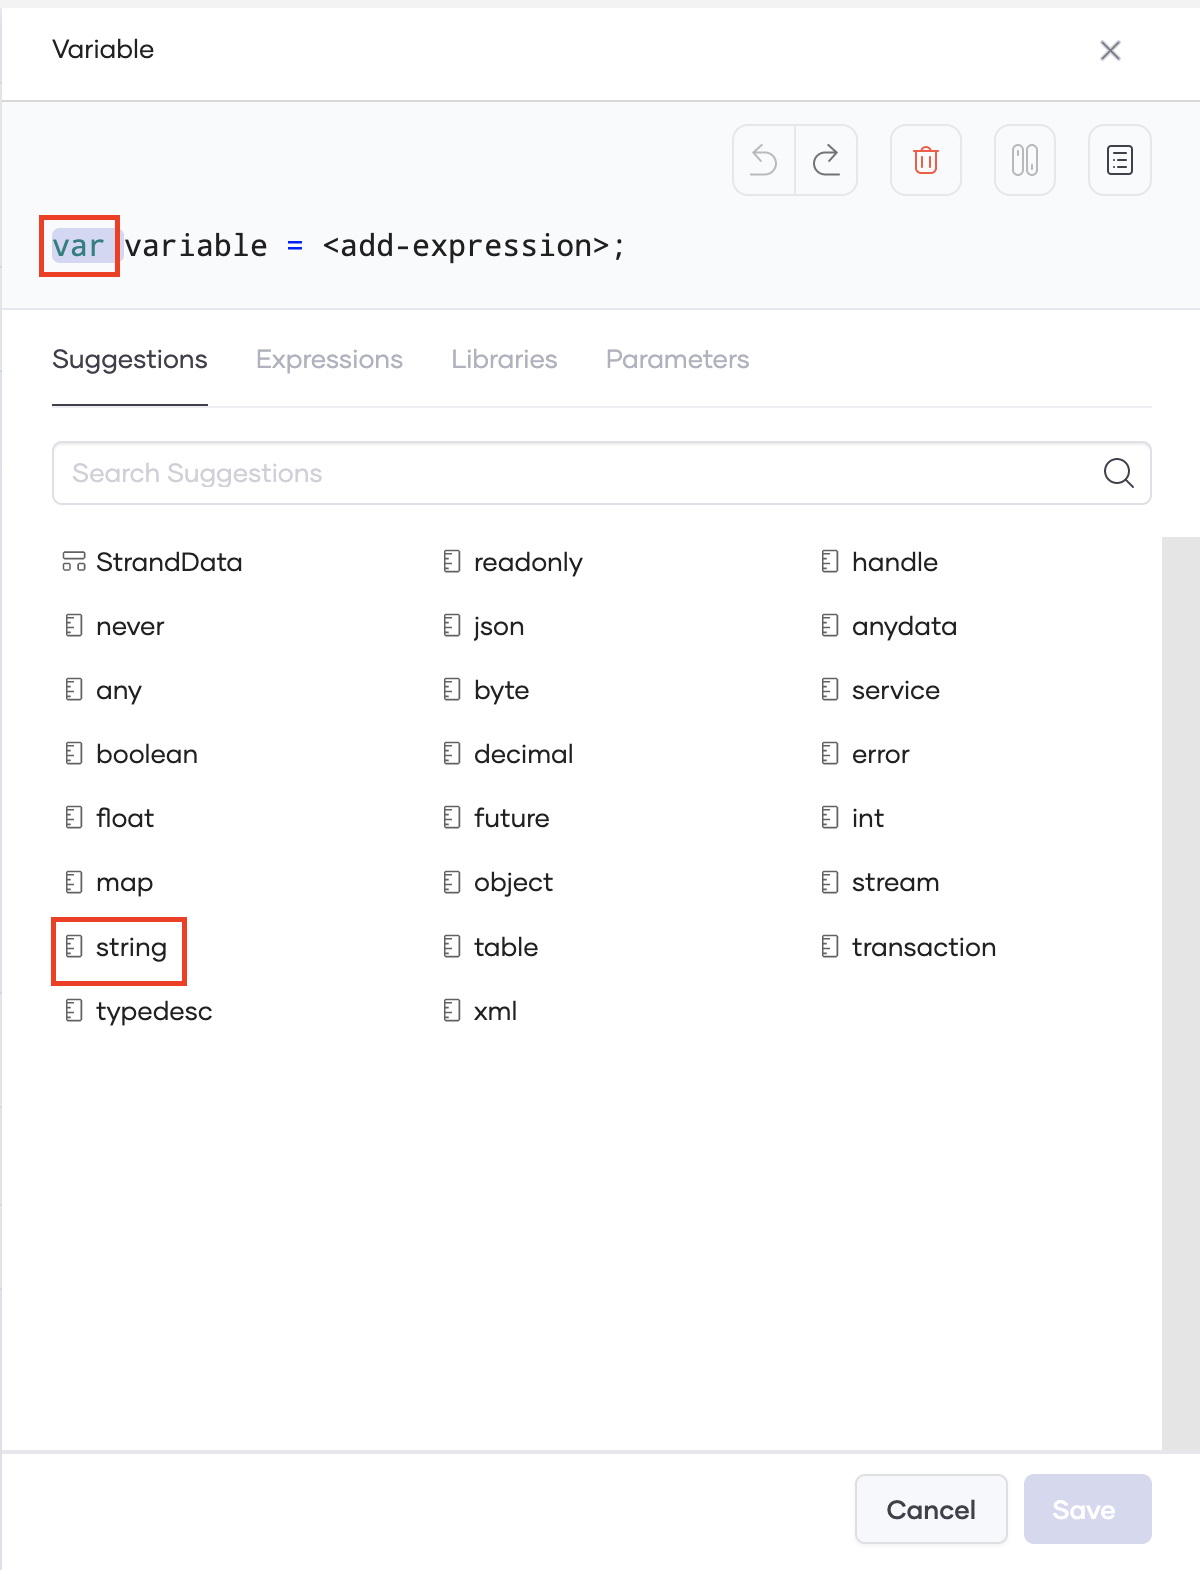 Variable
var variable = <add-expression>;
Suggestions Expressions Libraries Parameters
Search Suggestions
StrandData readonly handle
never json anydata
any byte service
boolean decimal error
float future int
map object stream
string table transaction
typedesc xml
Cancel Save